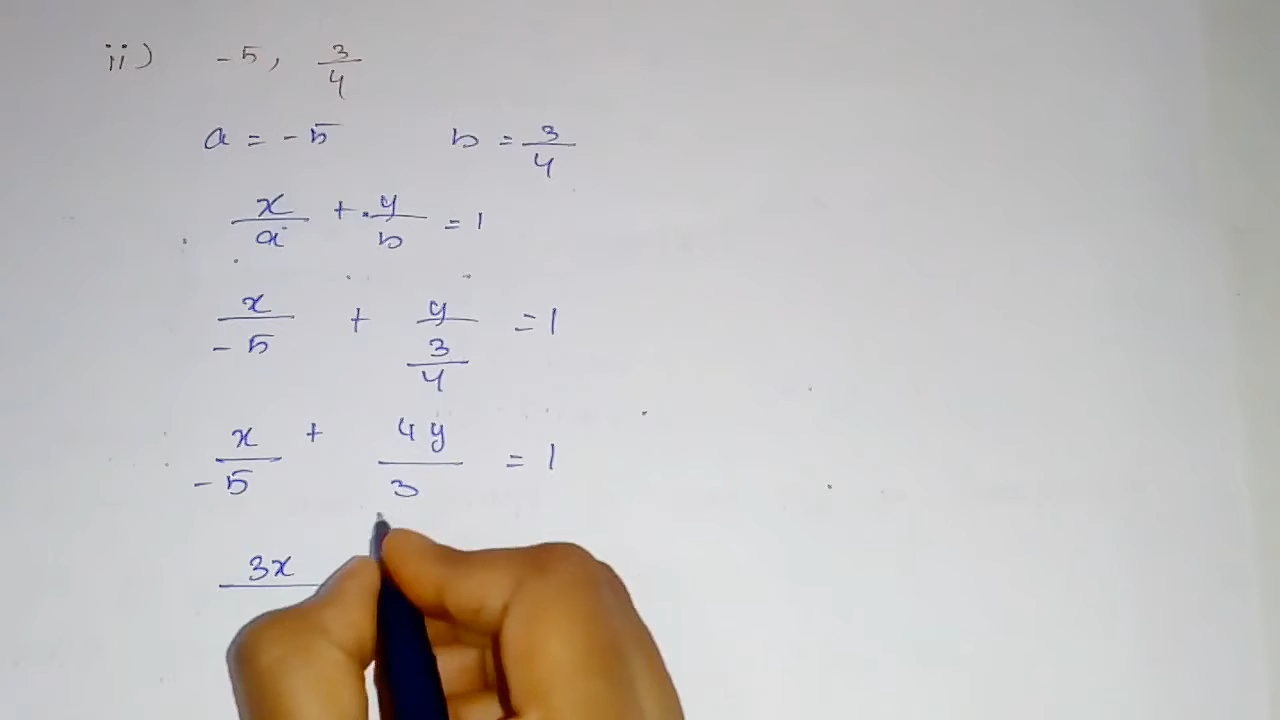 ii) -5, 3/4
a = -5 b = 3/4
x/a + y/b = 1
x/-5 + y/(3/4) = 1
x/-5 + 4y/3 = 1
3x